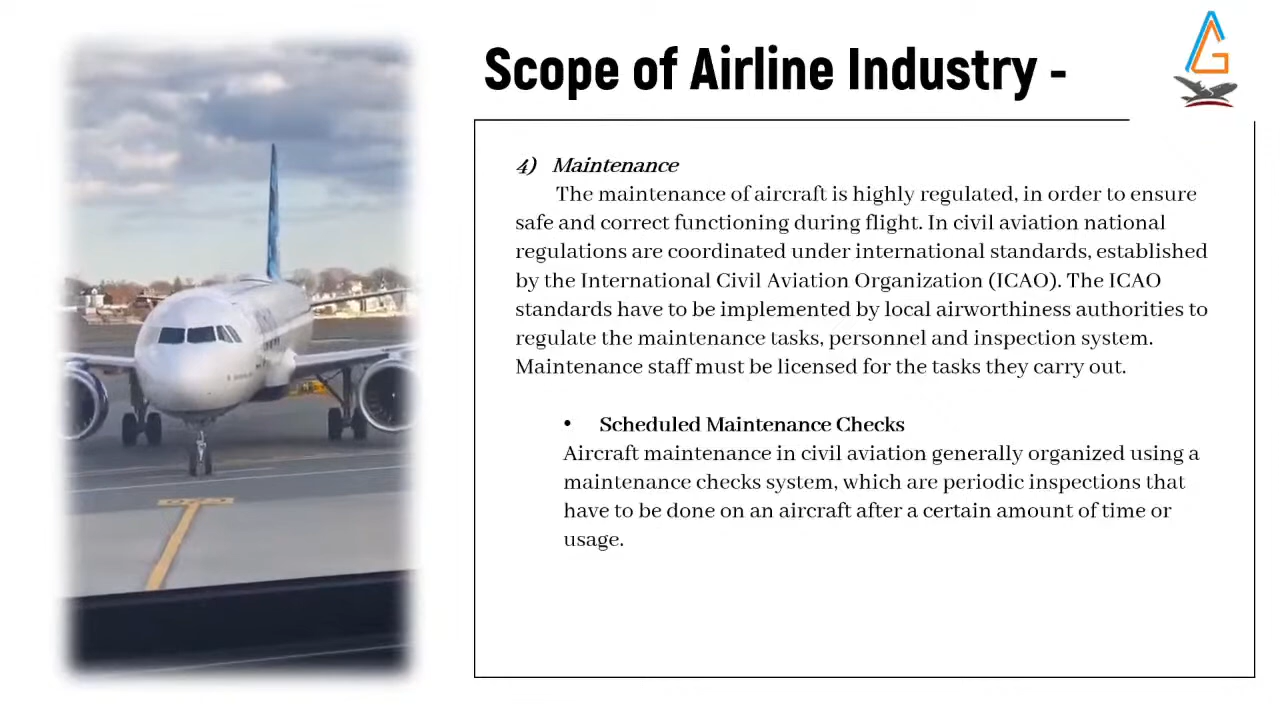 Scope of Airline Industry -
4) Maintenance
The maintenance of aircraft is highly regulated, in order to ensure
safe and correct functioning during flight. In civil aviation national
regulations are coordinated under international standards, established
by the International Civil Aviation Organization (ICAO). The ICAO
standards have to be implemented by local airworthiness authorities to
regulate the maintenance tasks, personnel and inspection system.
Maintenance staff must be licensed for the tasks they carry out.
• Scheduled Maintenance Checks
Aircraft maintenance in civil aviation generally organized using a
maintenance checks system, which are periodic inspections that
have to be done on an aircraft after a certain amount of time or
usage.